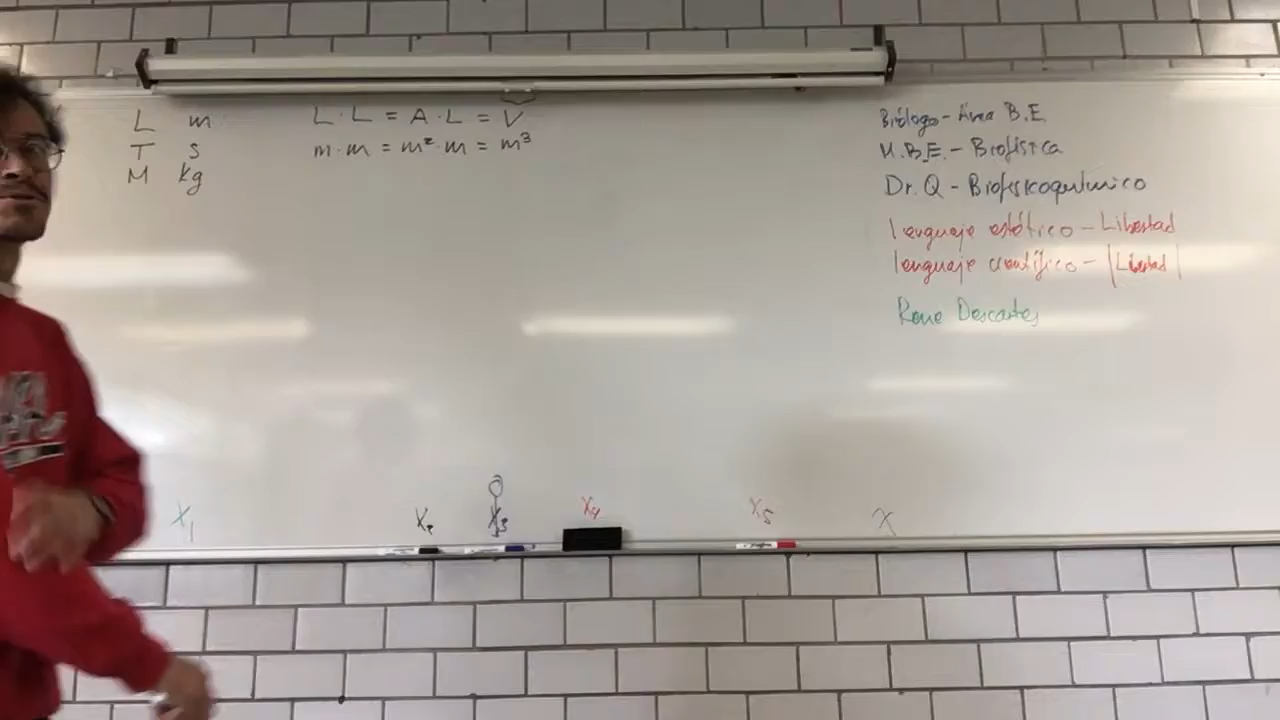 L m
T s
M kg
L · L = A · L = V
m · m = m² · m = m³
Biólogo - Área B.E.
M.B.E. - Biofísica
Dr. Q - Biofisicoquímico
lenguaje estético - Libertad
lenguaje científico - |Libertad|
Rene Descartes
X₁ X₂ X₃ X₄ X₅ X